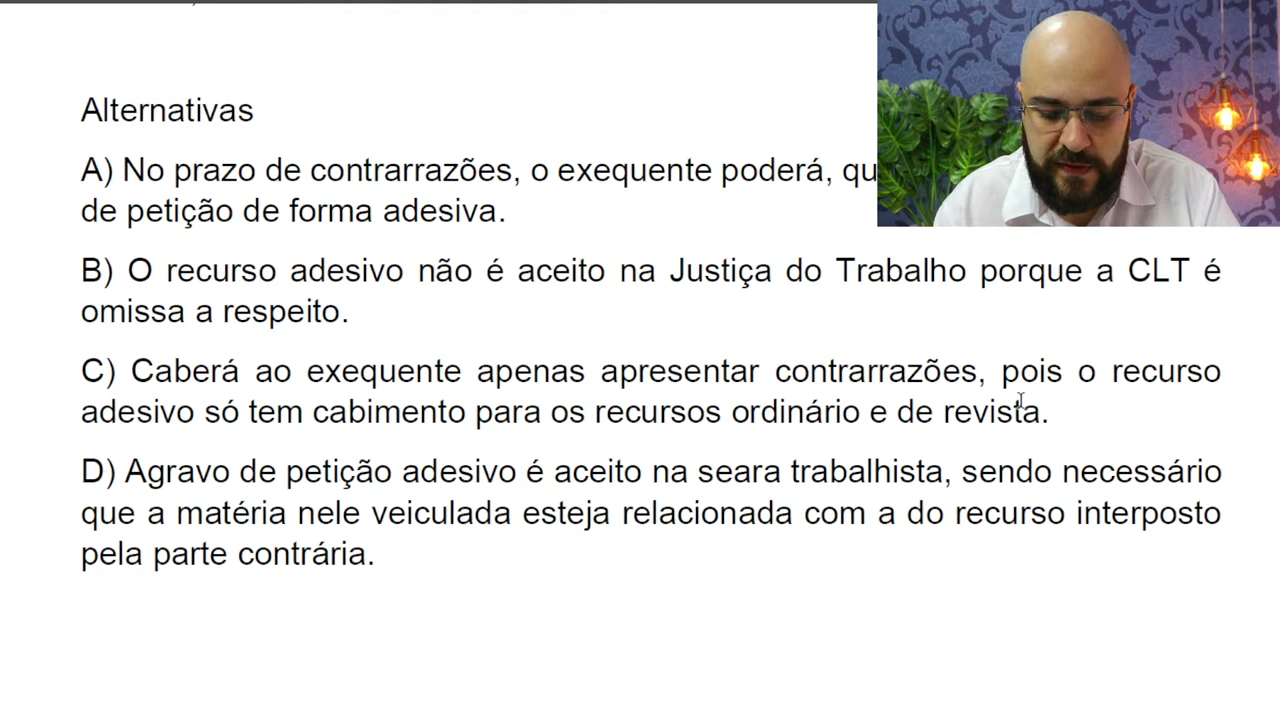 Alternativas
A) No prazo de contrarrazões, o exequente poderá,
de petição de forma adesiva.
B) O recurso adesivo não é aceito na Justiça do Trabalho porque a CLT é
omissa a respeito.
C) Caberá ao exequente apenas apresentar contrarrazões, pois o recurso
adesivo só tem cabimento para os recursos ordinário e de revista.
D) Agravo de petição adesivo é aceito na seara trabalhista, sendo necessário
que a matéria nele veiculada esteja relacionada com a do recurso interposto
pela parte contrária.